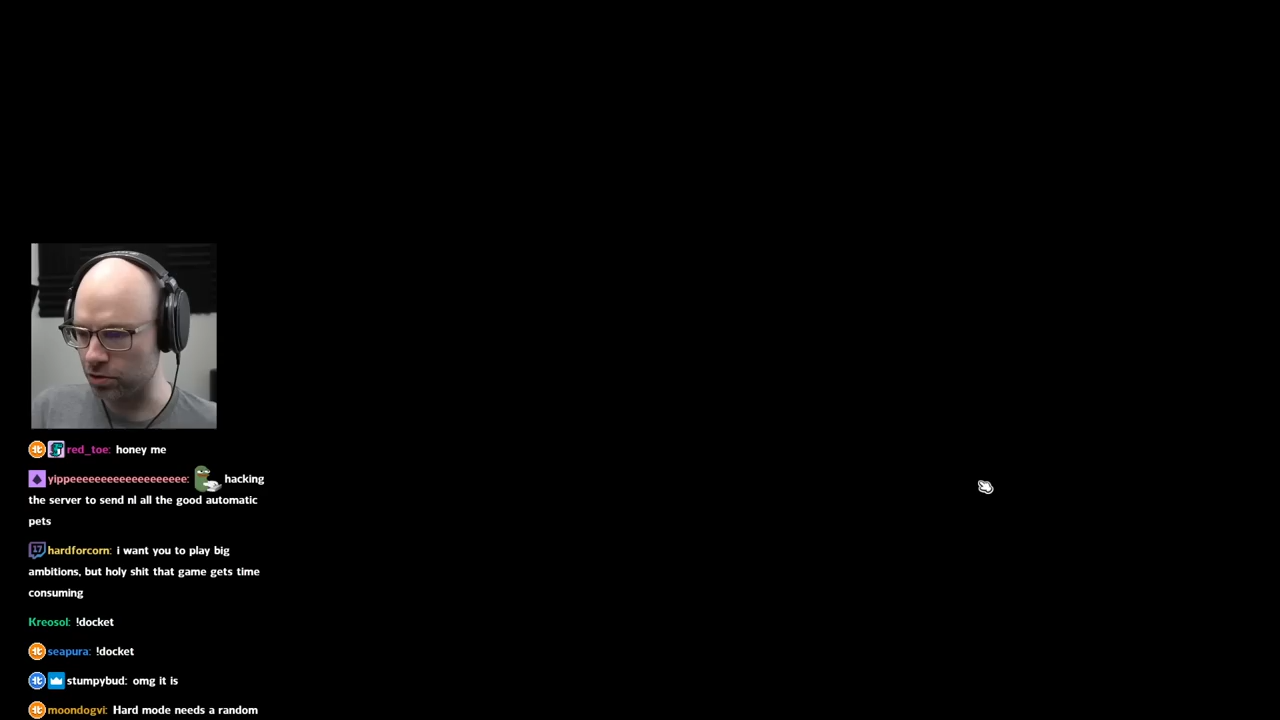 red_toe: honey me
yippeeeeeeeeeeeeeeeeeee: hacking
the server to send nl all the good automatic
pets
17 hardforcorn: i want you to play big
ambitions, but holy shit that game gets time
consuming
Kreosol: !docket
seapura: !docket
stumpybud: omg it is
moondogvi: Hard mode needs a random